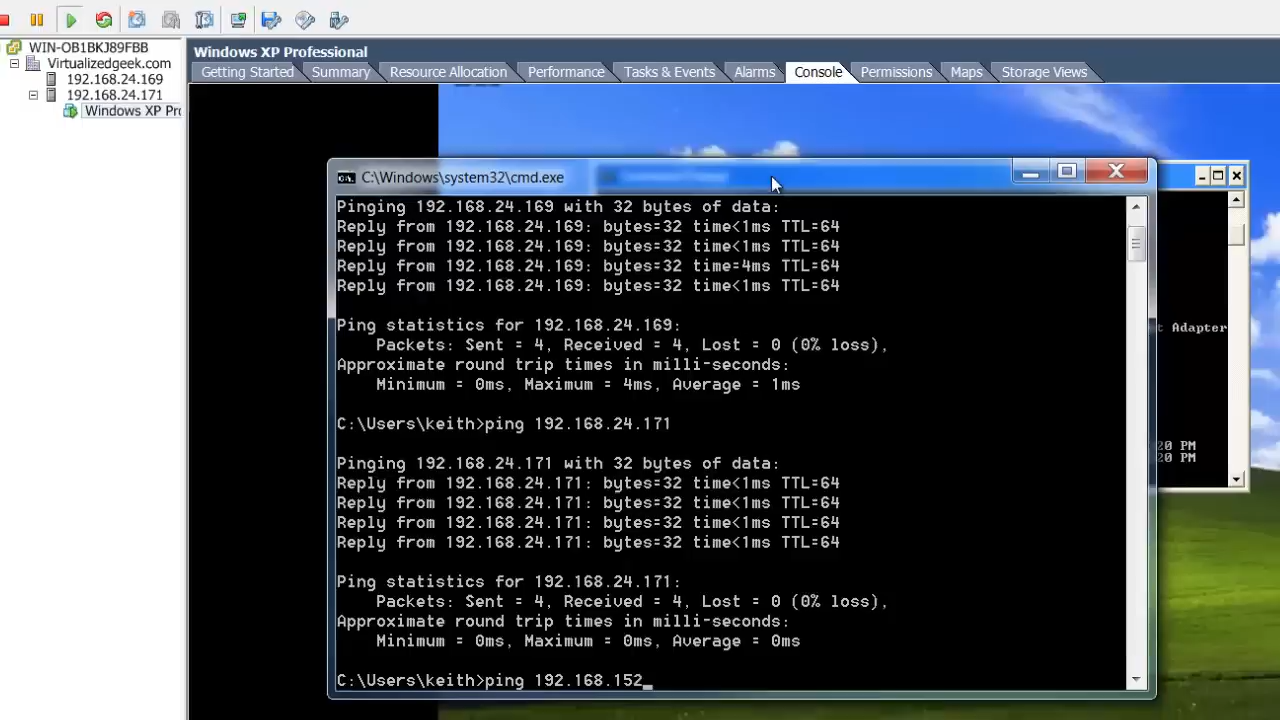 WIN-OB1BKJ89FBB
Virtualizedgeek.com
192.168.24.169
192.168.24.171
Windows XP Pro
Windows XP Professional
Getting Started Summary Resource Allocation Performance Tasks & Events Alarms Console Permissions Maps Storage Views
C:\Windows\system32\cmd.exe
Pinging 192.168.24.169 with 32 bytes of data:
Reply from 192.168.24.169: bytes=32 time<1ms TTL=64
Reply from 192.168.24.169: bytes=32 time<1ms TTL=64
Reply from 192.168.24.169: bytes=32 time=4ms TTL=64
Reply from 192.168.24.169: bytes=32 time<1ms TTL=64
Ping statistics for 192.168.24.169:
Packets: Sent = 4, Received = 4, Lost = 0 (0% loss),
Approximate round trip times in milli-seconds:
Minimum = 0ms, Maximum = 4ms, Average = 1ms
C:\Users\keith>ping 192.168.24.171
Pinging 192.168.24.171 with 32 bytes of data:
Reply from 192.168.24.171: bytes=32 time<1ms TTL=64
Reply from 192.168.24.171: bytes=32 time<1ms TTL=64
Reply from 192.168.24.171: bytes=32 time<1ms TTL=64
Reply from 192.168.24.171: bytes=32 time<1ms TTL=64
Ping statistics for 192.168.24.171:
Packets: Sent = 4, Received = 4, Lost = 0 (0% loss),
Approximate round trip times in milli-seconds:
Minimum = 0ms, Maximum = 0ms, Average = 0ms
C:\Users\keith>ping 192.168.152_
t Adapter
20 PM
20 PM